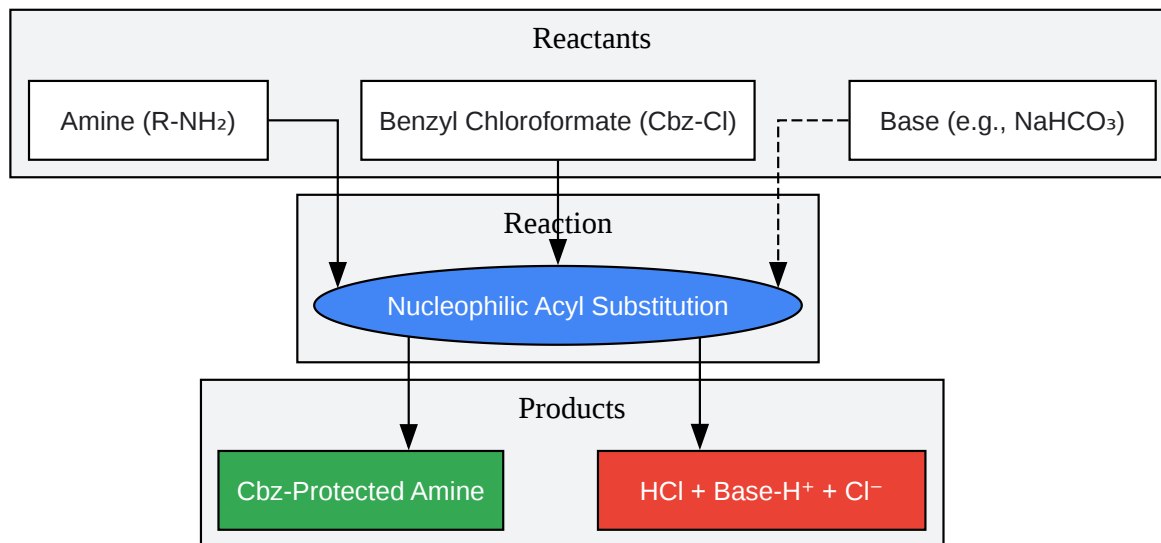 Reactants
Amine (R-NH₂)
Benzyl Chloroformate (Cbz-Cl)
Base (e.g., NaHCO₃)
Reaction
Nucleophilic Acyl Substitution
Products
Cbz-Protected Amine
HCl + Base-H⁺ + Cl⁻